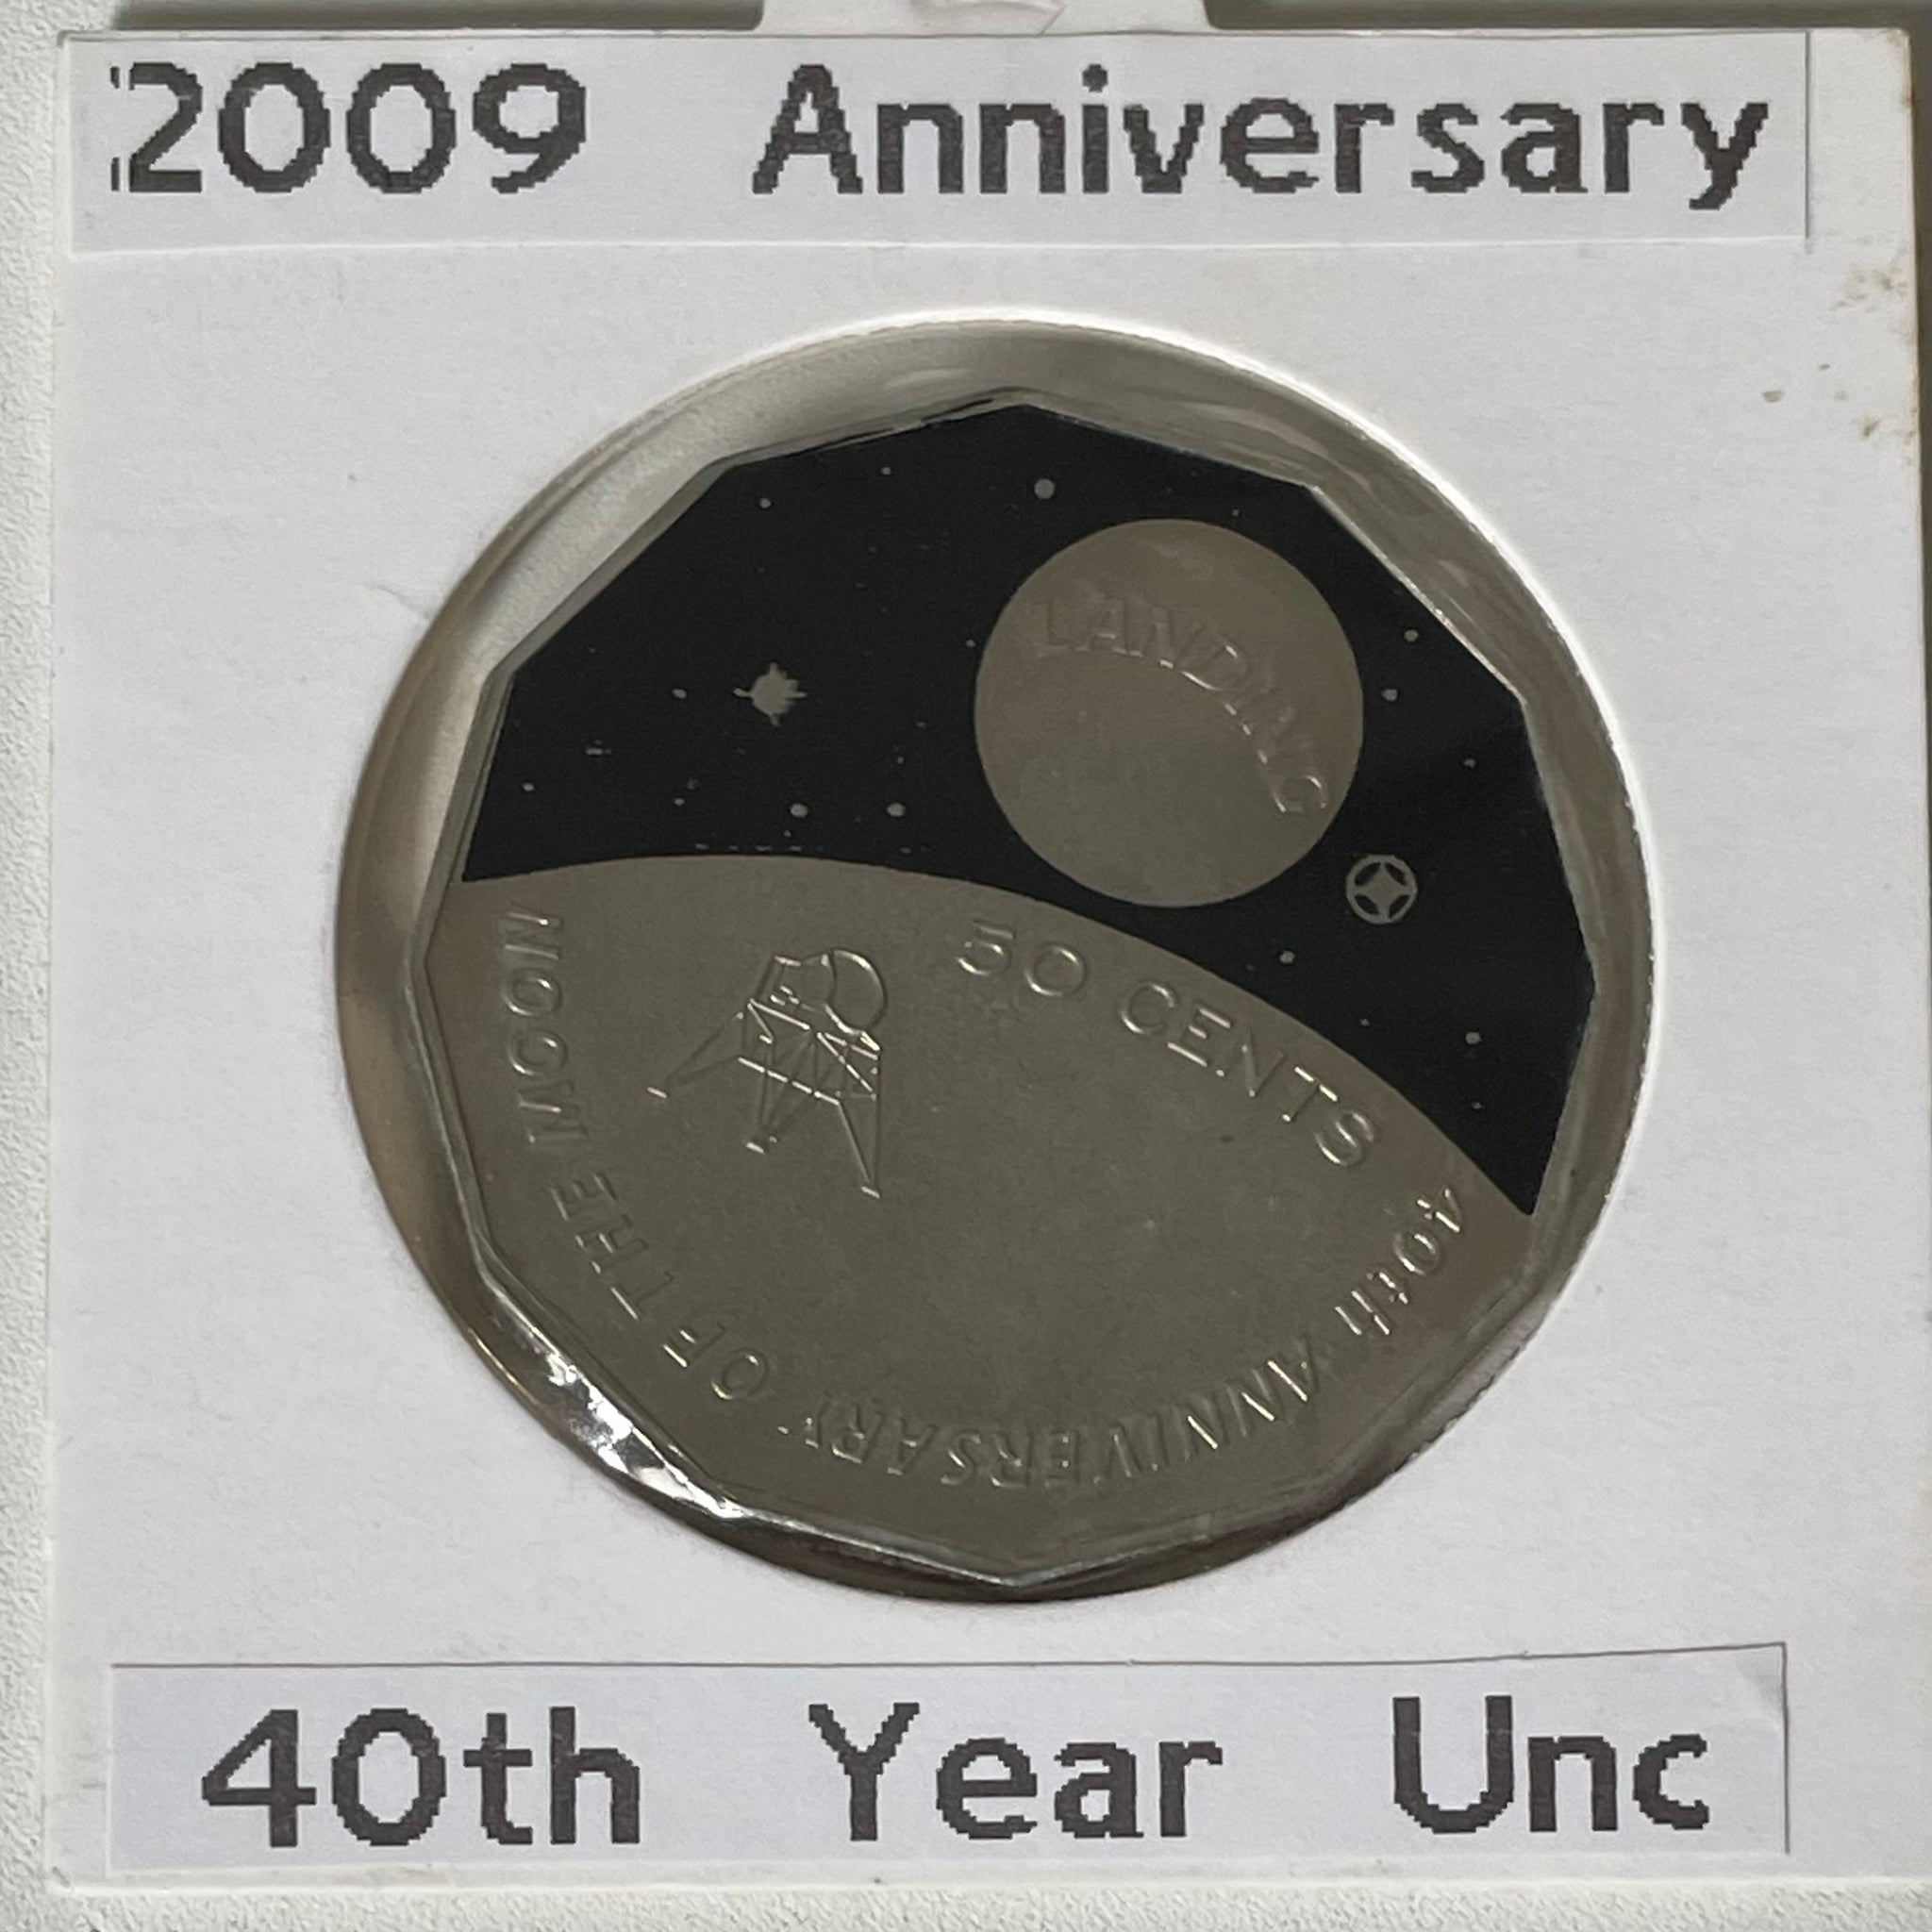 2009 Anniversary
LANDING
50 CENTS
40th ANNIVERSARY OF THE MOON
40th Year Unc